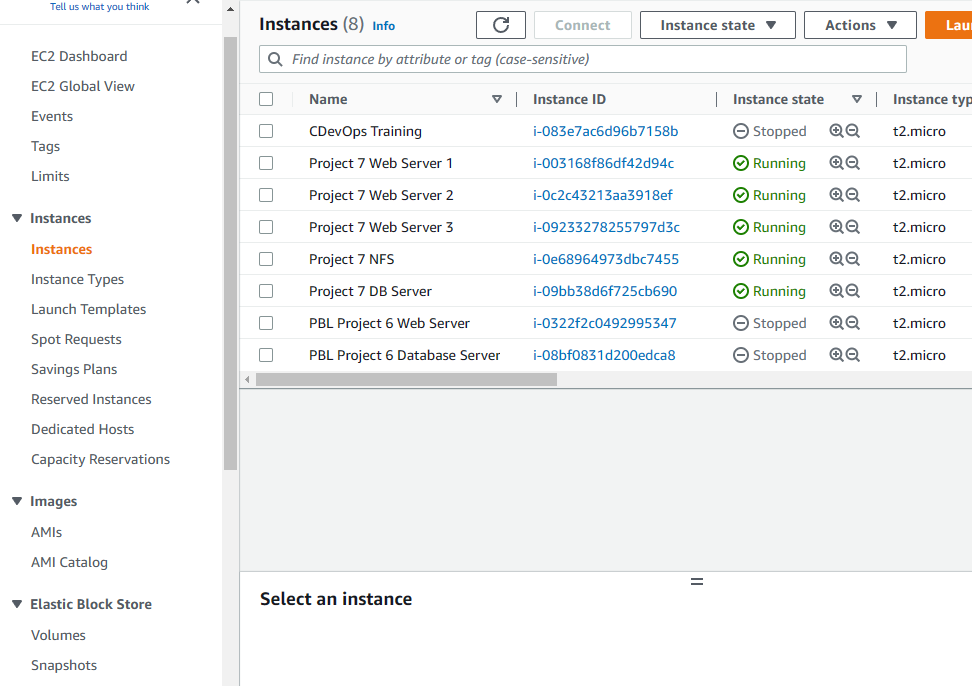 Tell us what you think
EC2 Dashboard
EC2 Global View
Events
Tags
Limits
Instances
Instances
Instance Types
Launch Templates
Spot Requests
Savings Plans
Reserved Instances
Dedicated Hosts
Capacity Reservations
Images
AMIs
AMI Catalog
Elastic Block Store
Volumes
Snapshots
Instances (8) Info
Connect
Instance state
Actions
Lau
Find instance by attribute or tag (case-sensitive)
Name Instance ID Instance state Instance typ
CDevOps Training i-083e7ac6d96b7158b Stopped t2.micro
Project 7 Web Server 1 i-003168f86df42d94c Running t2.micro
Project 7 Web Server 2 i-0c2c43213aa3918ef Running t2.micro
Project 7 Web Server 3 i-09233278255797d3c Running t2.micro
Project 7 NFS i-0e68964973dbc7455 Running t2.micro
Project 7 DB Server i-09bb38d6f725cb690 Running t2.micro
PBL Project 6 Web Server i-0322f2c0492995347 Stopped t2.micro
PBL Project 6 Database Server i-08bf0831d200edca8 Stopped t2.micro
Select an instance